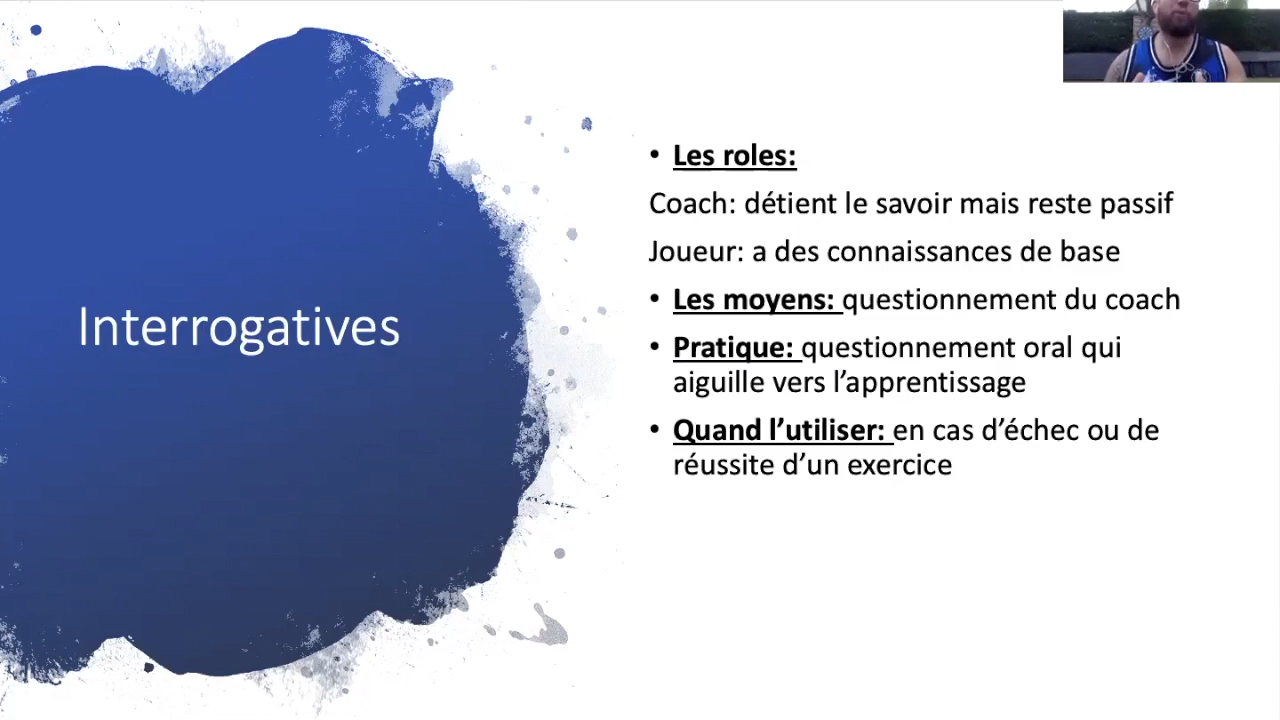 Interrogatives
• Les roles:
Coach: détient le savoir mais reste passif
Joueur: a des connaissances de base
• Les moyens: questionnement du coach
• Pratique: questionnement oral qui
aiguille vers l’apprentissage
• Quand l’utiliser: en cas d’échec ou de
réussite d’un exercice